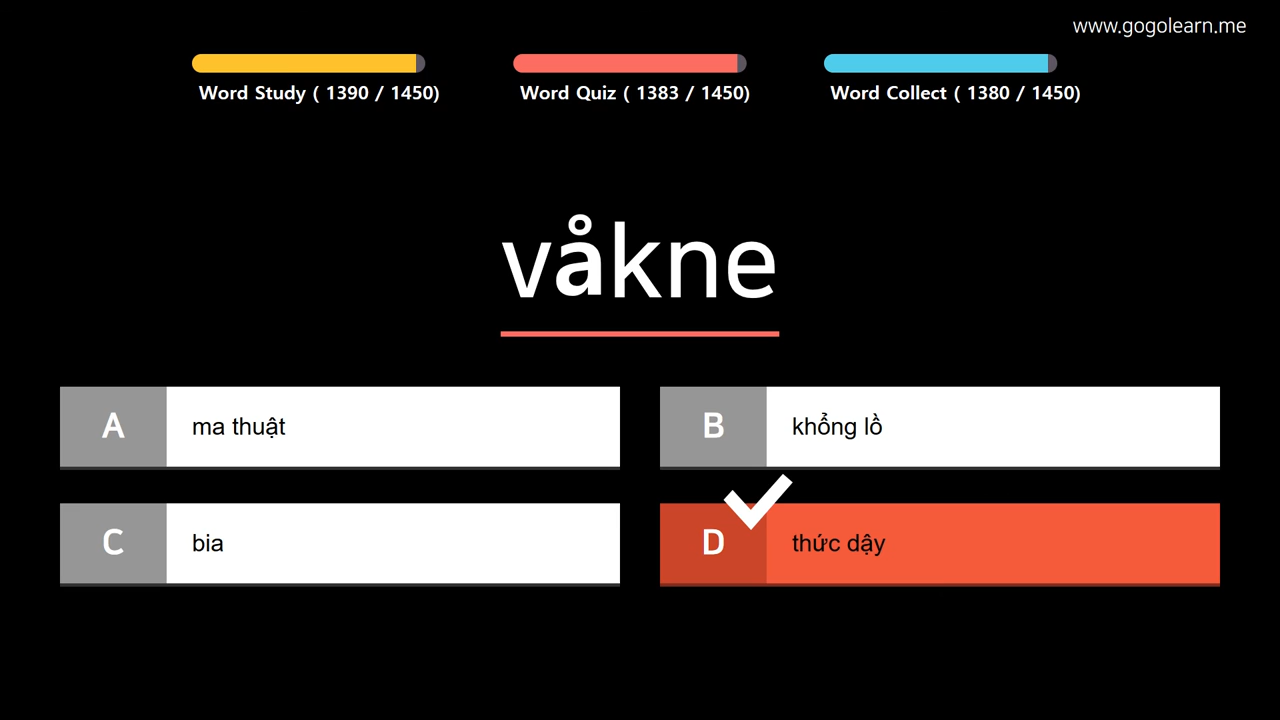 www.gogolearn.me
Word Study ( 1390 / 1450)
Word Quiz ( 1383 / 1450)
Word Collect ( 1380 / 1450)
våkne
A
ma thuật
B
khổng lồ
C
bia
D
thức dậy